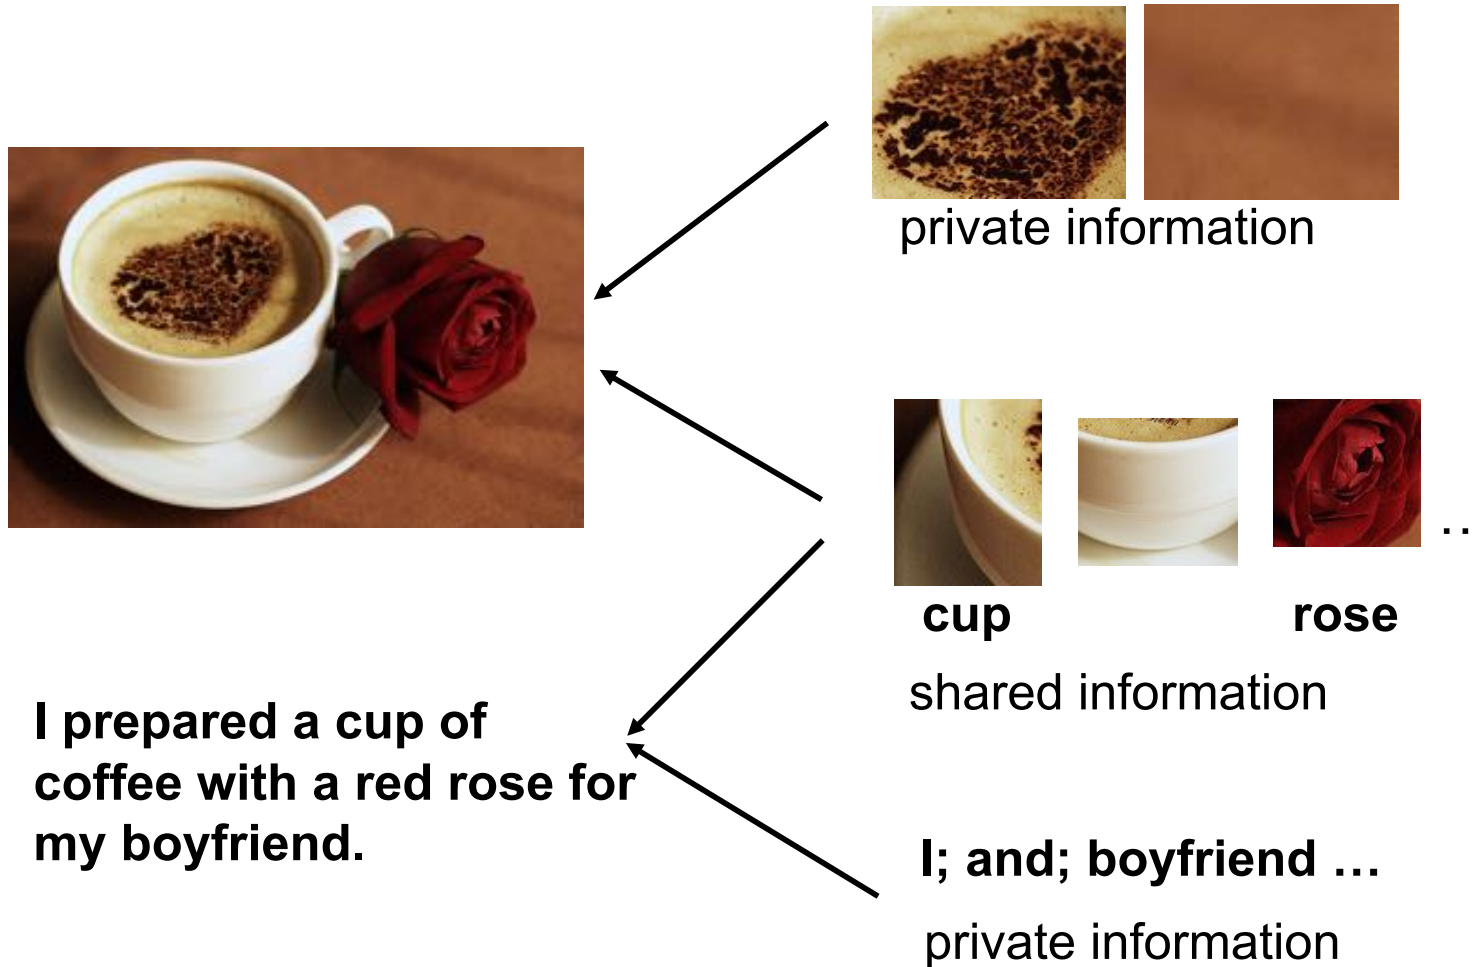 private information
cup
rose
..
shared information
I prepared a cup of
coffee with a red rose for
my boyfriend.
I; and; boyfriend …
private information